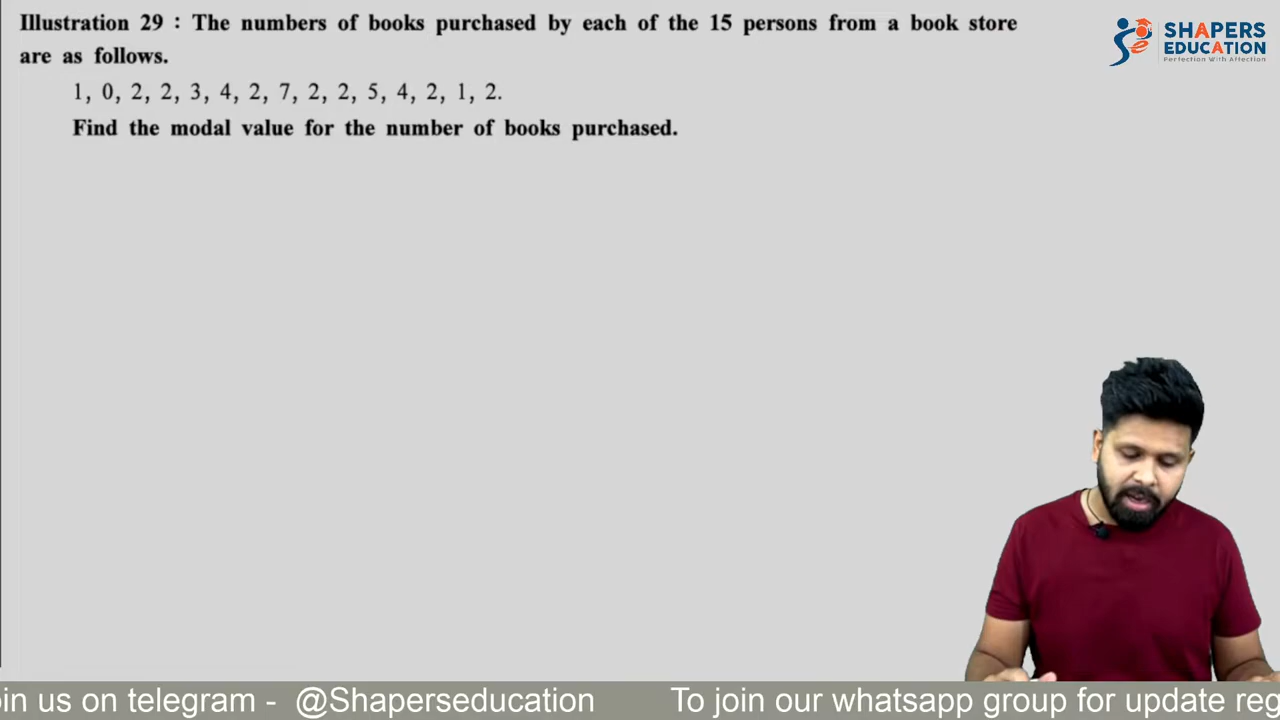 Illustration 29 : The numbers of books purchased by each of the 15 persons from a book store
are as follows.
1, 0, 2, 2, 3, 4, 2, 7, 2, 2, 5, 4, 2, 1, 2.
Find the modal value for the number of books purchased.
SHAPERS
EDUCATION
Perfection With Affection
in us on telegram - @Shaperseducation To join our whatsapp group for update reg